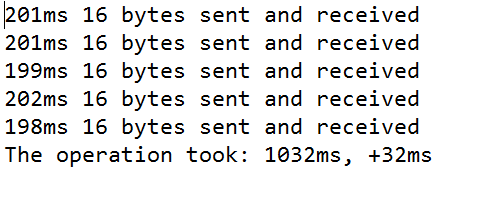 201ms 16 bytes sent and received
201ms 16 bytes sent and received
199ms 16 bytes sent and received
202ms 16 bytes sent and received
198ms 16 bytes sent and received
The operation took: 1032ms, +32ms